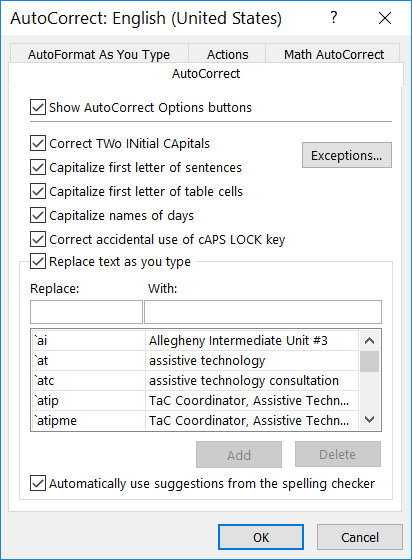 AutoCorrect: English (United States) ? ×
AutoFormat As You Type Actions Math AutoCorrect
AutoCorrect
Show AutoCorrect Options buttons
Correct TWo INitial CApitals
Exceptions...
Capitalize first letter of sentences
Capitalize first letter of table cells
Capitalize names of days
Correct accidental use of cAPS LOCK key
Replace text as you type
Replace: With:
`ai Allegheny Intermediate Unit #3
`at assistive technology
`atc assistive technology consultation
`atip TaC Coordinator, Assistive Techn...
`atipme TaC Coordinator, Assistive Techn...
Add Delete
Automatically use suggestions from the spelling checker
OK Cancel